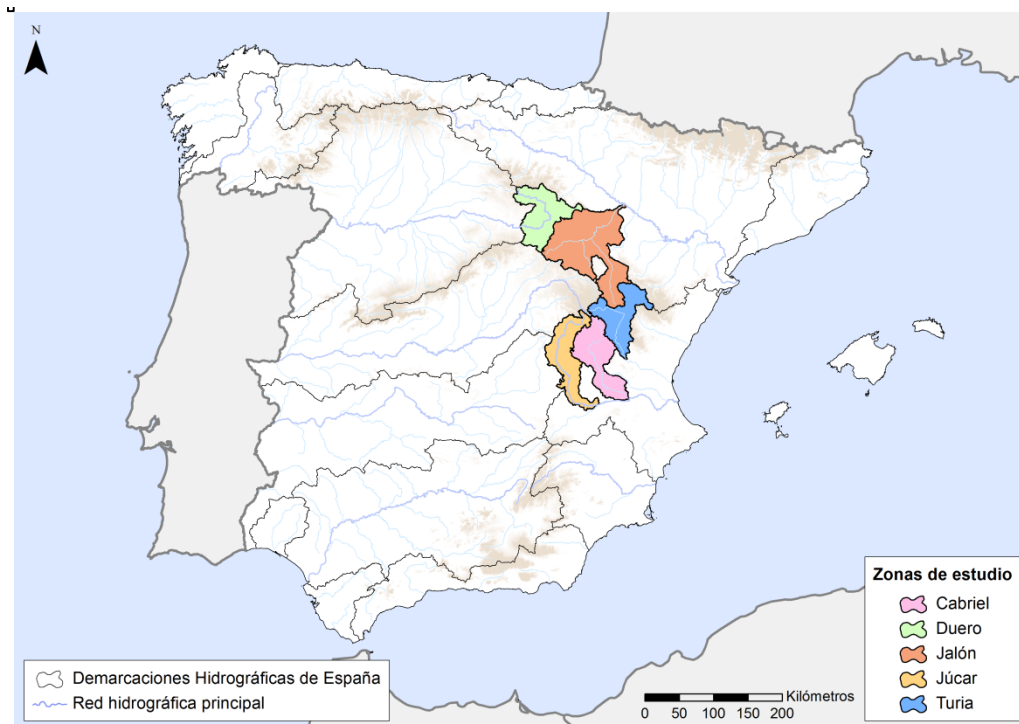 N
Zonas de estudio
Cabriel
Duero
Jalón
Júcar
Turia
Demarcaciones Hidrográficas de España
Red hidrográfica principal
Kilómetros
0 50 100 150 200